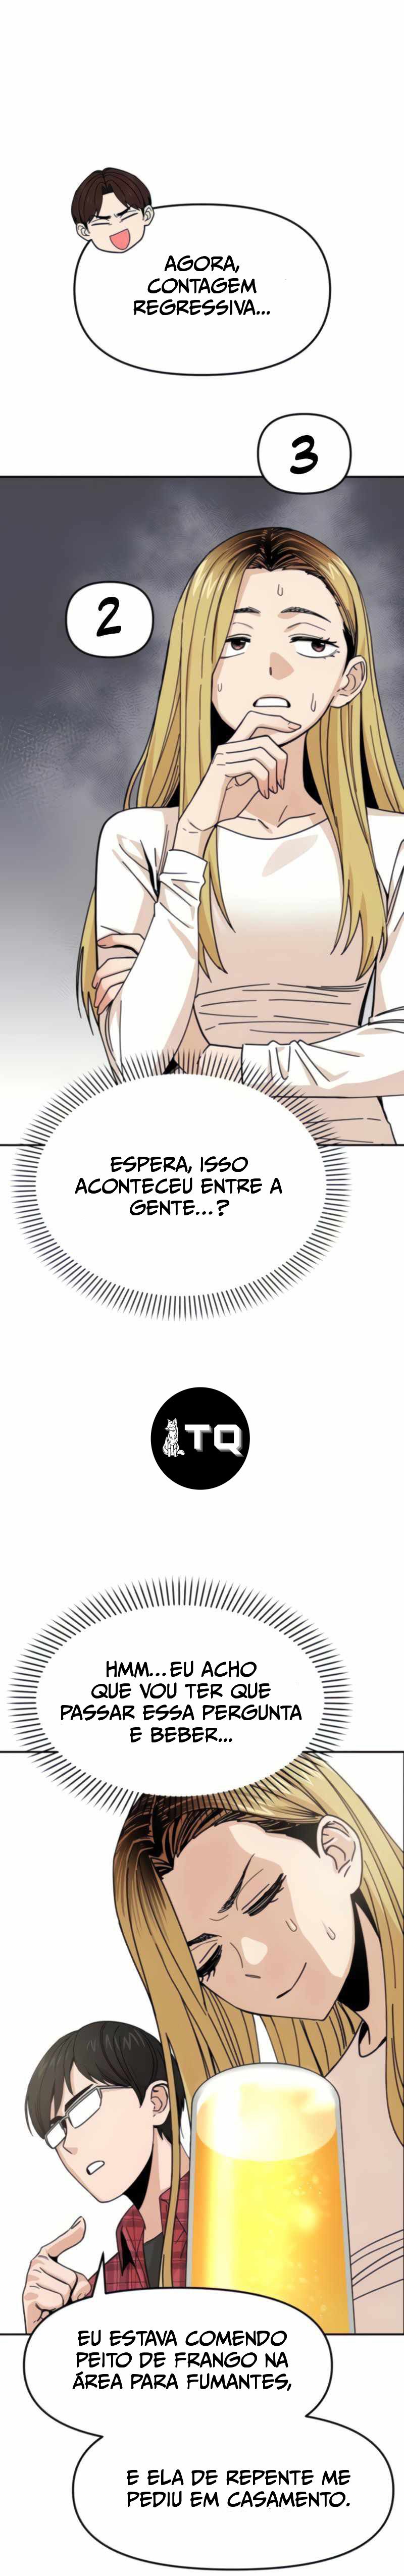 AGORA,
CONTAGEM
REGRESSIVA...
3
2
ESPERA, ISSO
ACONTECEU ENTRE A
GENTE...?
TQ
HMM...EU ACHO
QUE VOU TER QUE
PASSAR ESSA PERGUNTA
E BEBER...
EU ESTAVA COMENDO
PEITO DE FRANGO NA
ÁREA PARA FUMANTES,
E ELA DE REPENTE ME
PEDIU EM CASAMENTO.